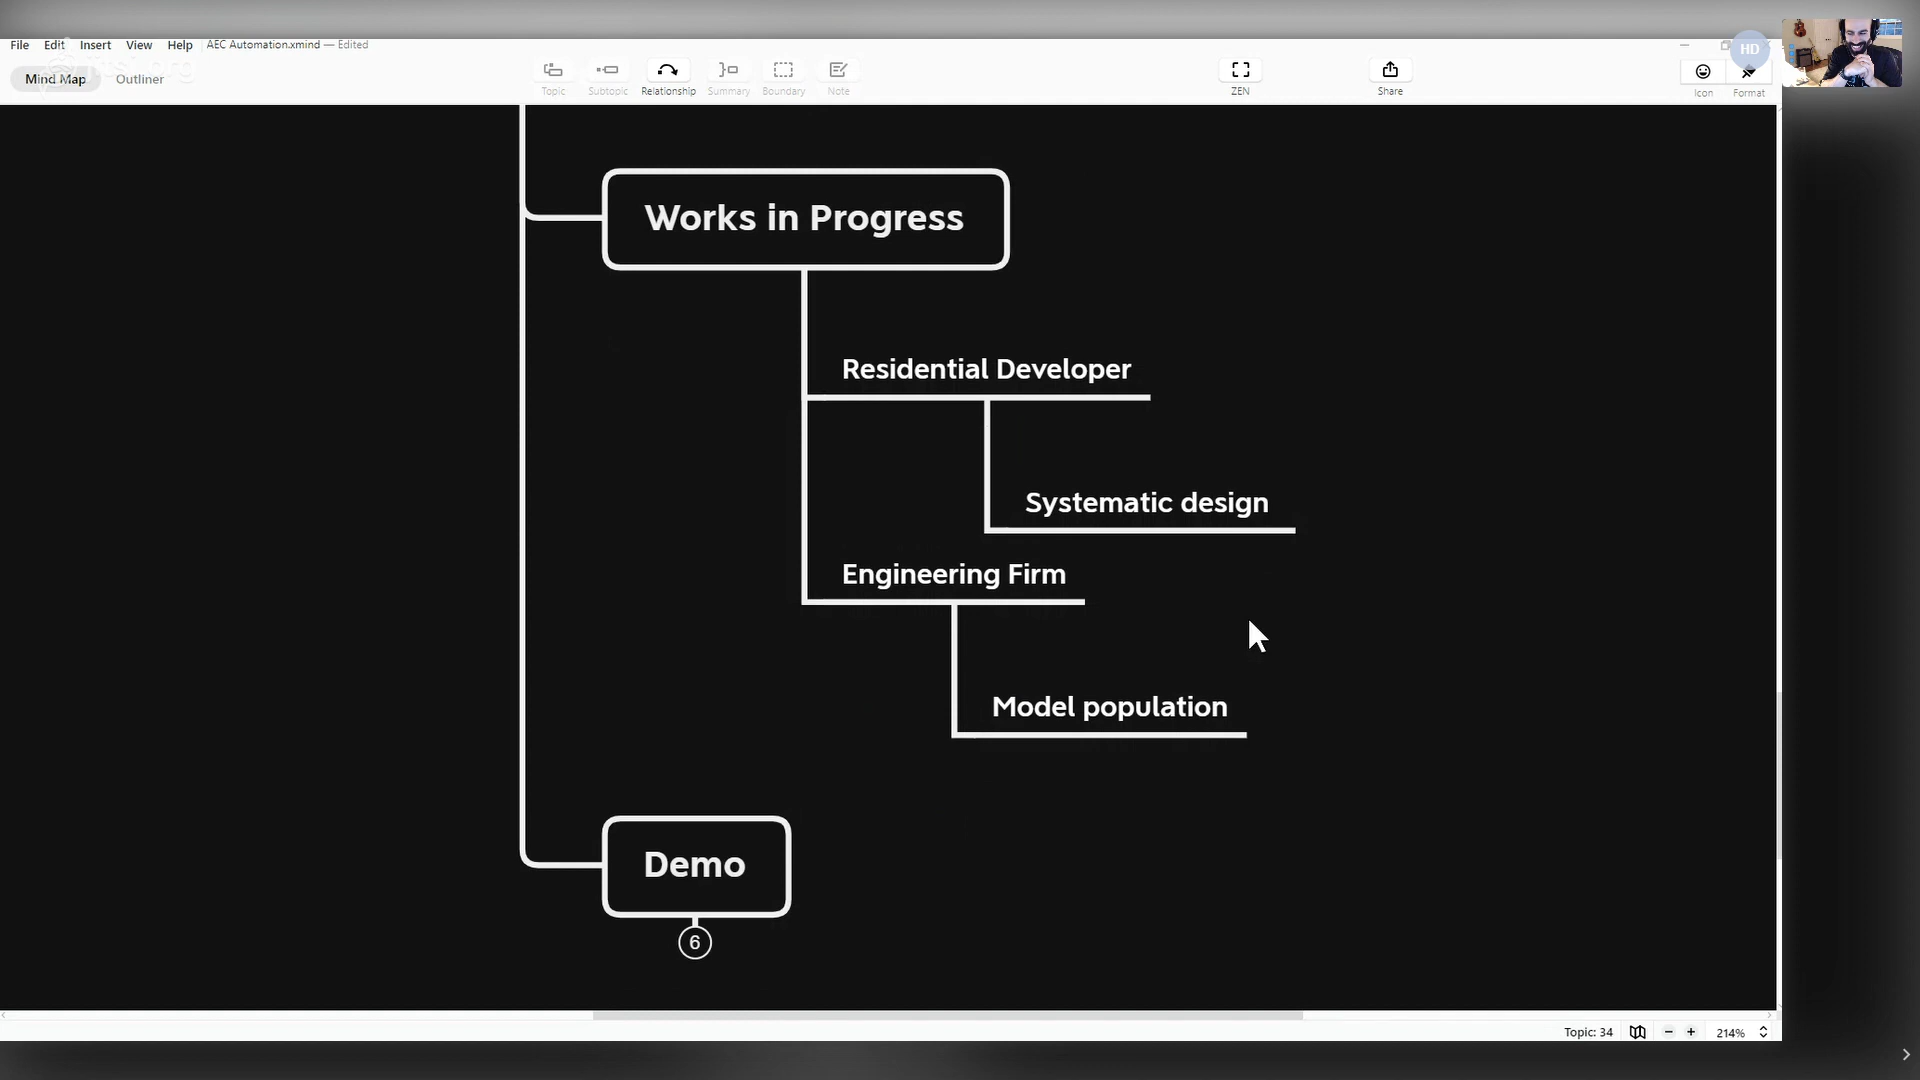 File Edit Insert View Help AEC Automation.xmind — Edited
Mind Map Outliner
Topic Subtopic Relationship Summary Boundary Note ZEN Share Icon Format
HD
Works in Progress
Residential Developer
Systematic design
Engineering Firm
Model population
Demo
6
Topic: 34 214%